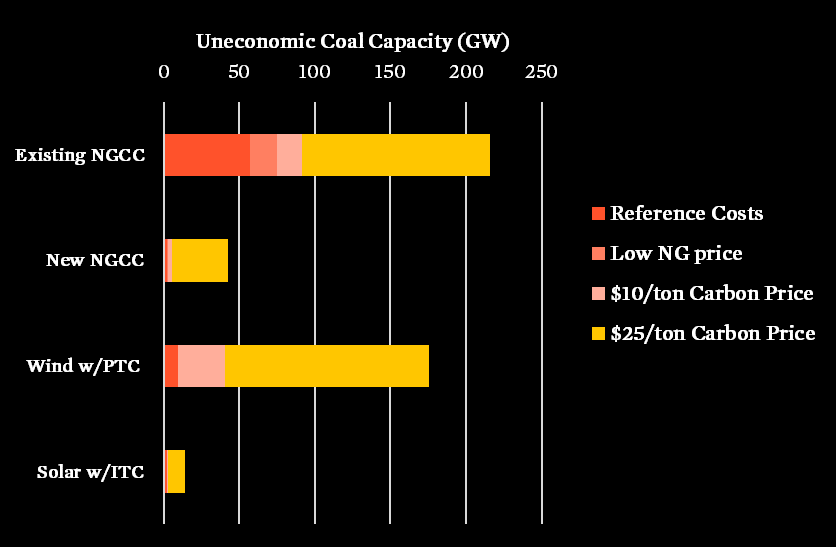 Uneconomic Coal Capacity (GW)
0 50 100 150 200 250
Existing NGCC
New NGCC
Wind w/PTC
Solar w/ITC
Reference Costs
Low NG price
$10/ton Carbon Price
$25/ton Carbon Price